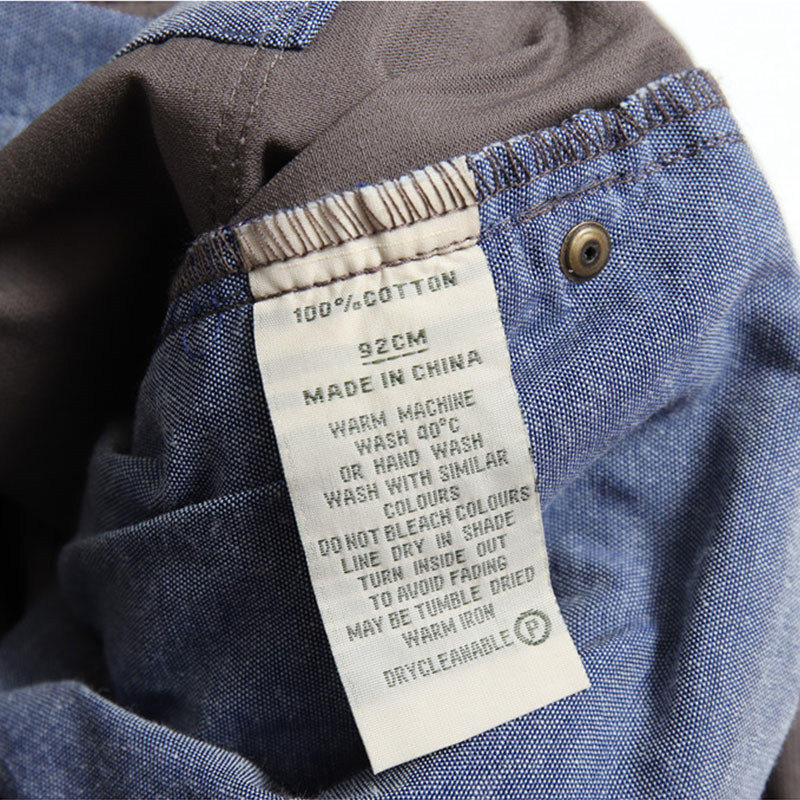 100% COTTON
92CM
MADE IN CHINA
WARM MACHINE
WASH 40°C
OR HAND WASH
WASH WITH SIMILAR
COLOURS
DO NOT BLEACH COLOURS
LINE DRY IN SHADE
TURN INSIDE OUT
TO AVOID FADING
MAY BE TUMBLE DRIED
WARM IRON
DRYCLEANABLE Ⓟ